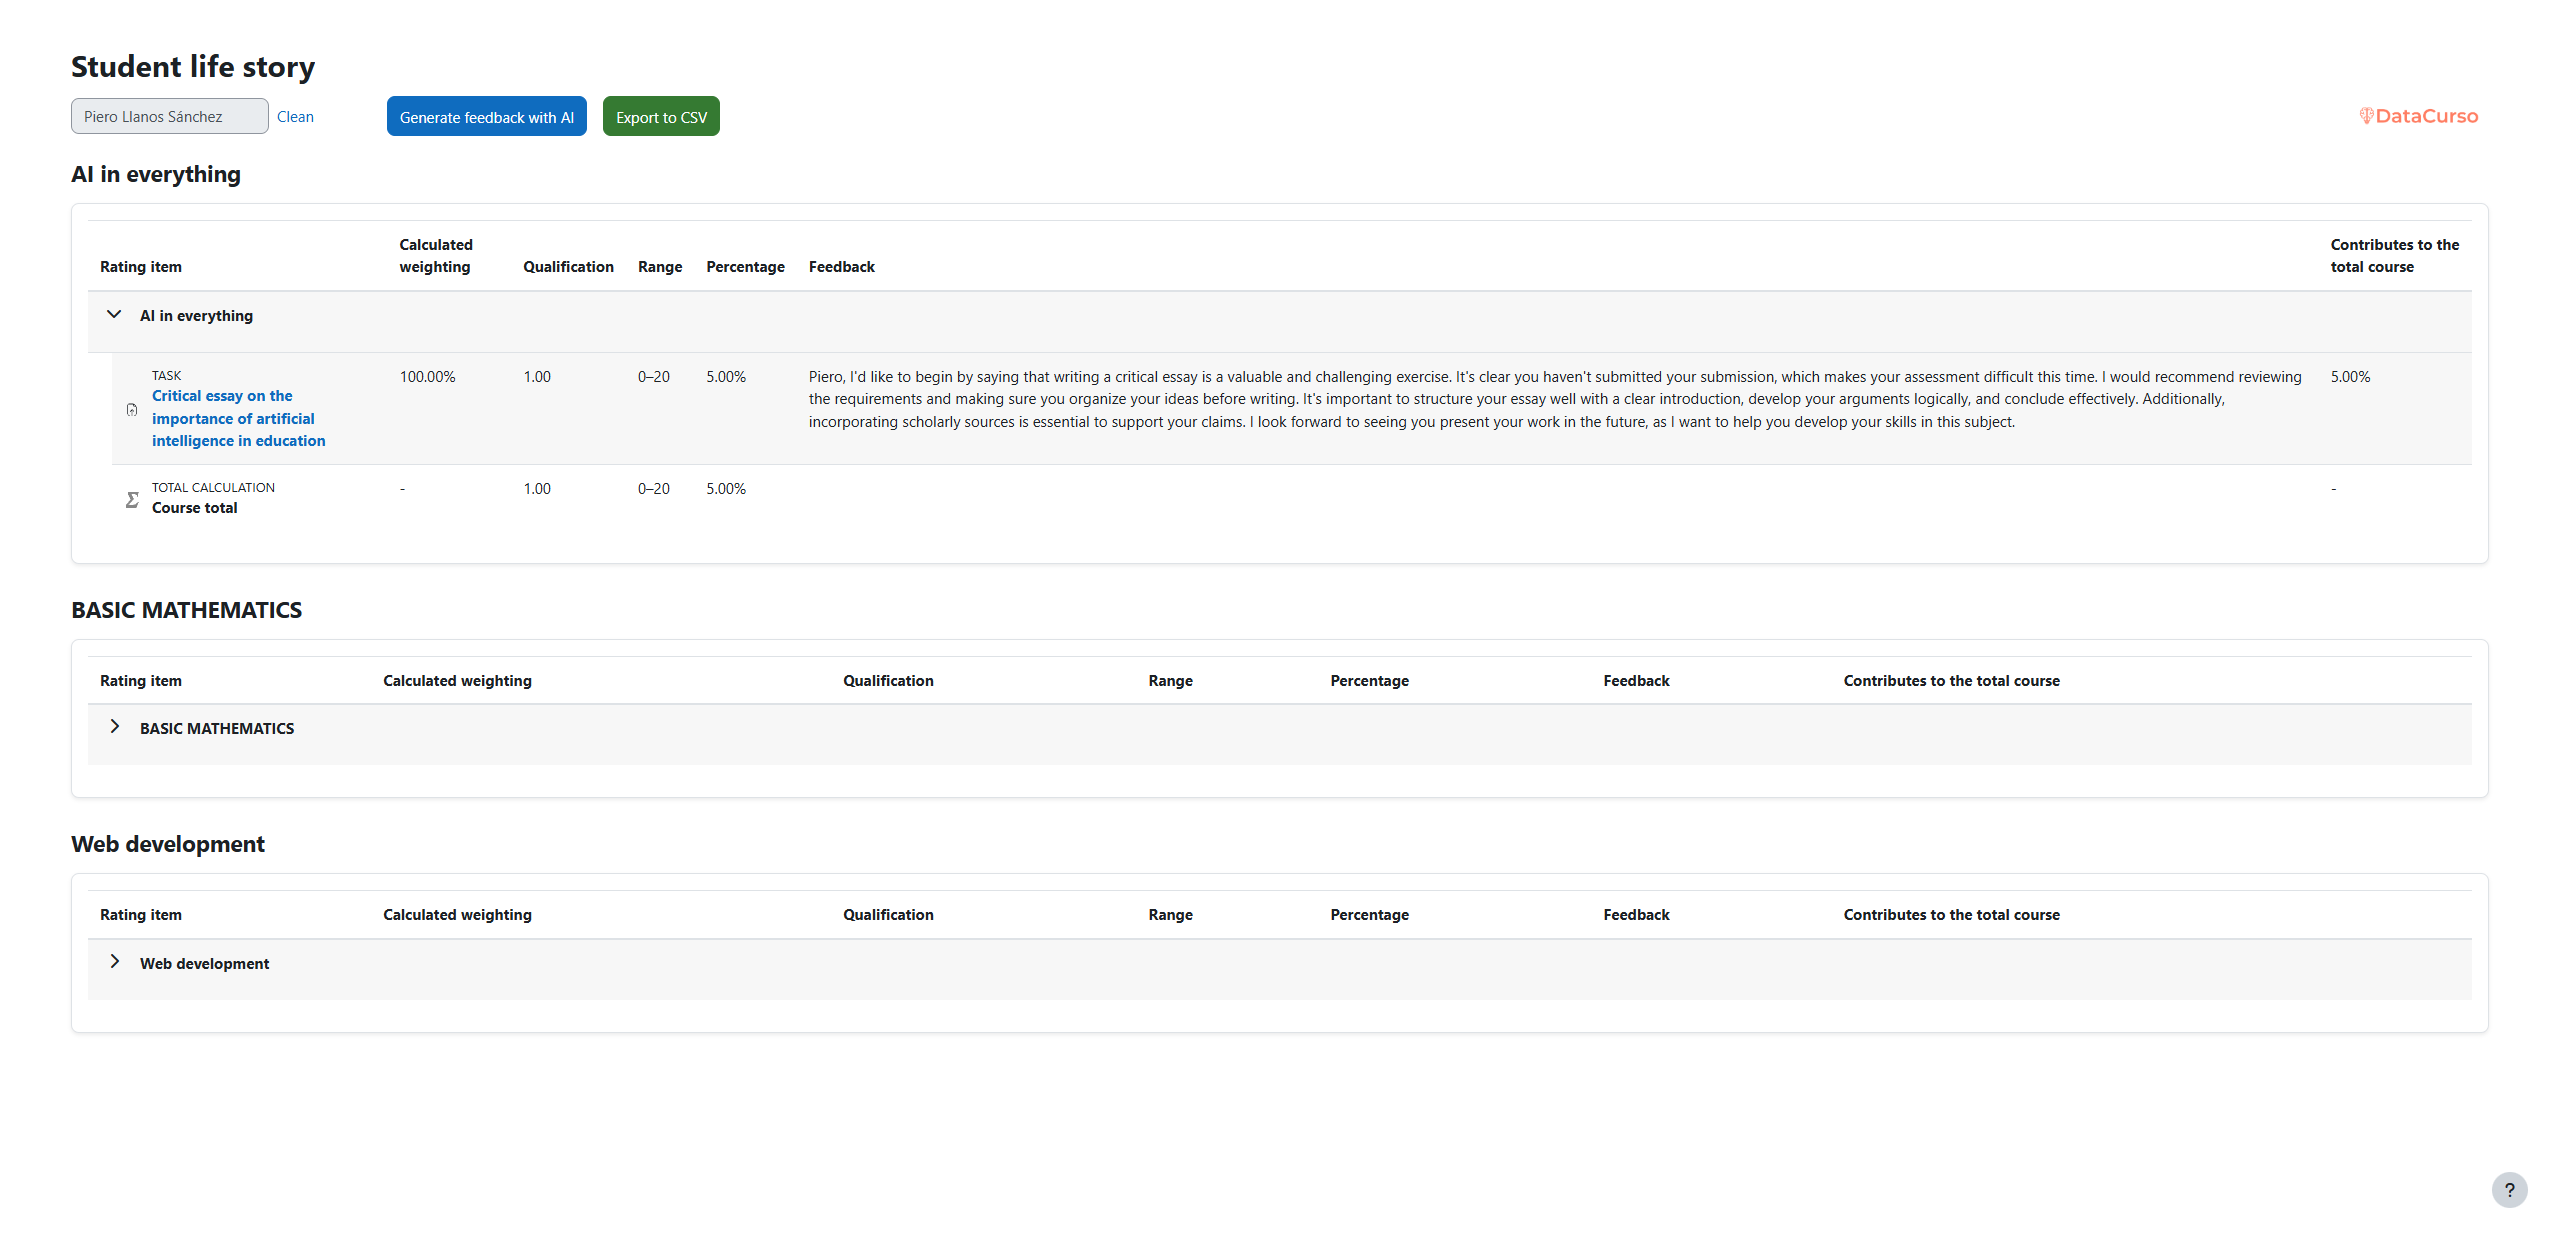 Student life story
Piero Llanos Sánchez Clean Generate feedback with AI Export to CSV DataCurso
AI in everything
Rating item Calculated weighting Qualification Range Percentage Feedback Contributes to the total course
AI in everything
TASK
Critical essay on the
importance of artificial
intelligence in education
100.00% 1.00 0–20 5.00%
Piero, I'd like to begin by saying that writing a critical essay is a valuable and challenging exercise. It's clear you haven't submitted your submission, which makes your assessment difficult this time. I would recommend reviewing
the requirements and making sure you organize your ideas before writing. It's important to structure your essay well with a clear introduction, develop your arguments logically, and conclude effectively. Additionally,
incorporating scholarly sources is essential to support your claims. I look forward to seeing you present your work in the future, as I want to help you develop your skills in this subject.
5.00%
TOTAL CALCULATION
Course total
- 1.00 0–20 5.00% -
BASIC MATHEMATICS
Rating item Calculated weighting Qualification Range Percentage Feedback Contributes to the total course
BASIC MATHEMATICS
Web development
Rating item Calculated weighting Qualification Range Percentage Feedback Contributes to the total course
Web development
?